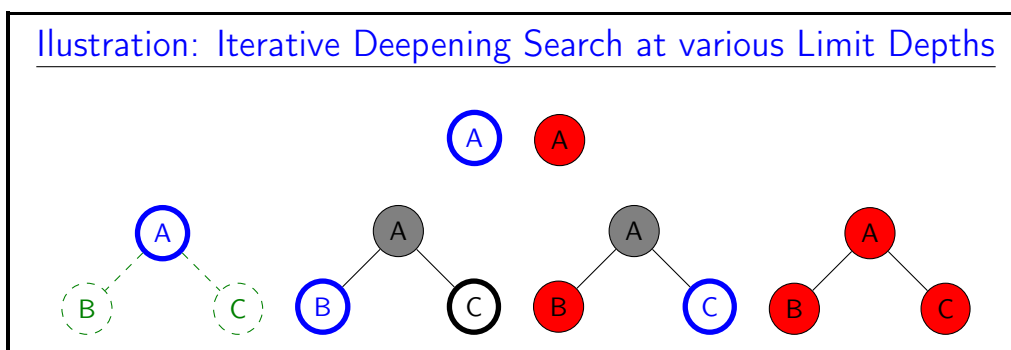 Ilustration: Iterative Deepening Search at various Limit Depths
A A
A A A A
B C B C B C B C